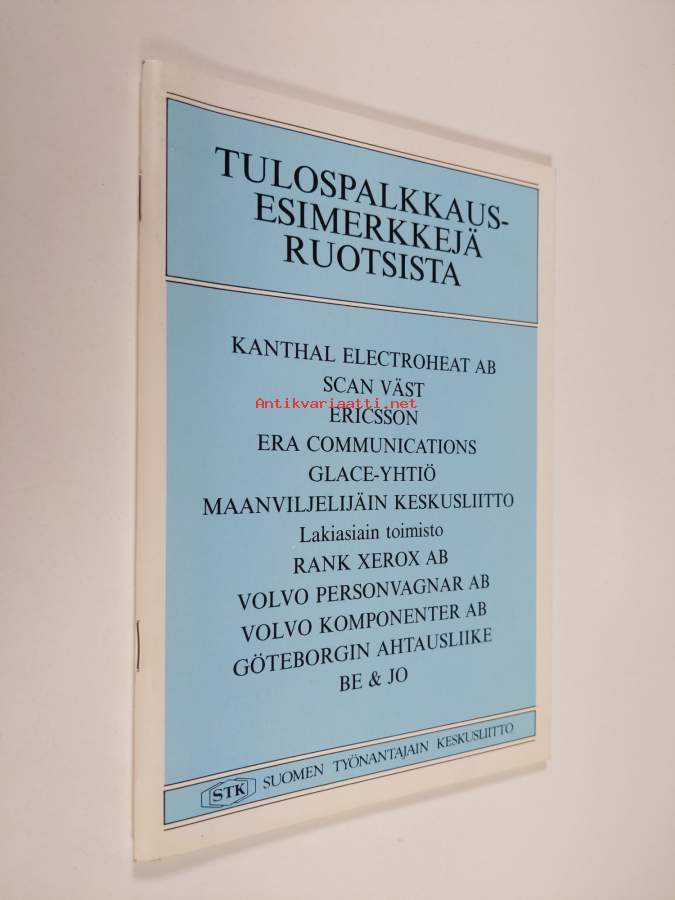 TULOSPALKKAUS-
ESIMERKKEJÄ
RUOTSISTA
KANTHAL ELECTROHEAT AB
SCAN VÄST
Antikvariaatti.net
ERICSSON
ERA COMMUNICATIONS
GLACE-YHTIÖ
MAANVILJELIJÄIN KESKUSLIITTO
Lakiasiain toimisto
RANK XEROX AB
VOLVO PERSONVAGNAR AB
VOLVO KOMPONENTER AB
GÖTEBORGIN AHTAUSLIIKE
BE & JO
STK SUOMEN TYÖNANTAJAIN KESKUSLIITTO